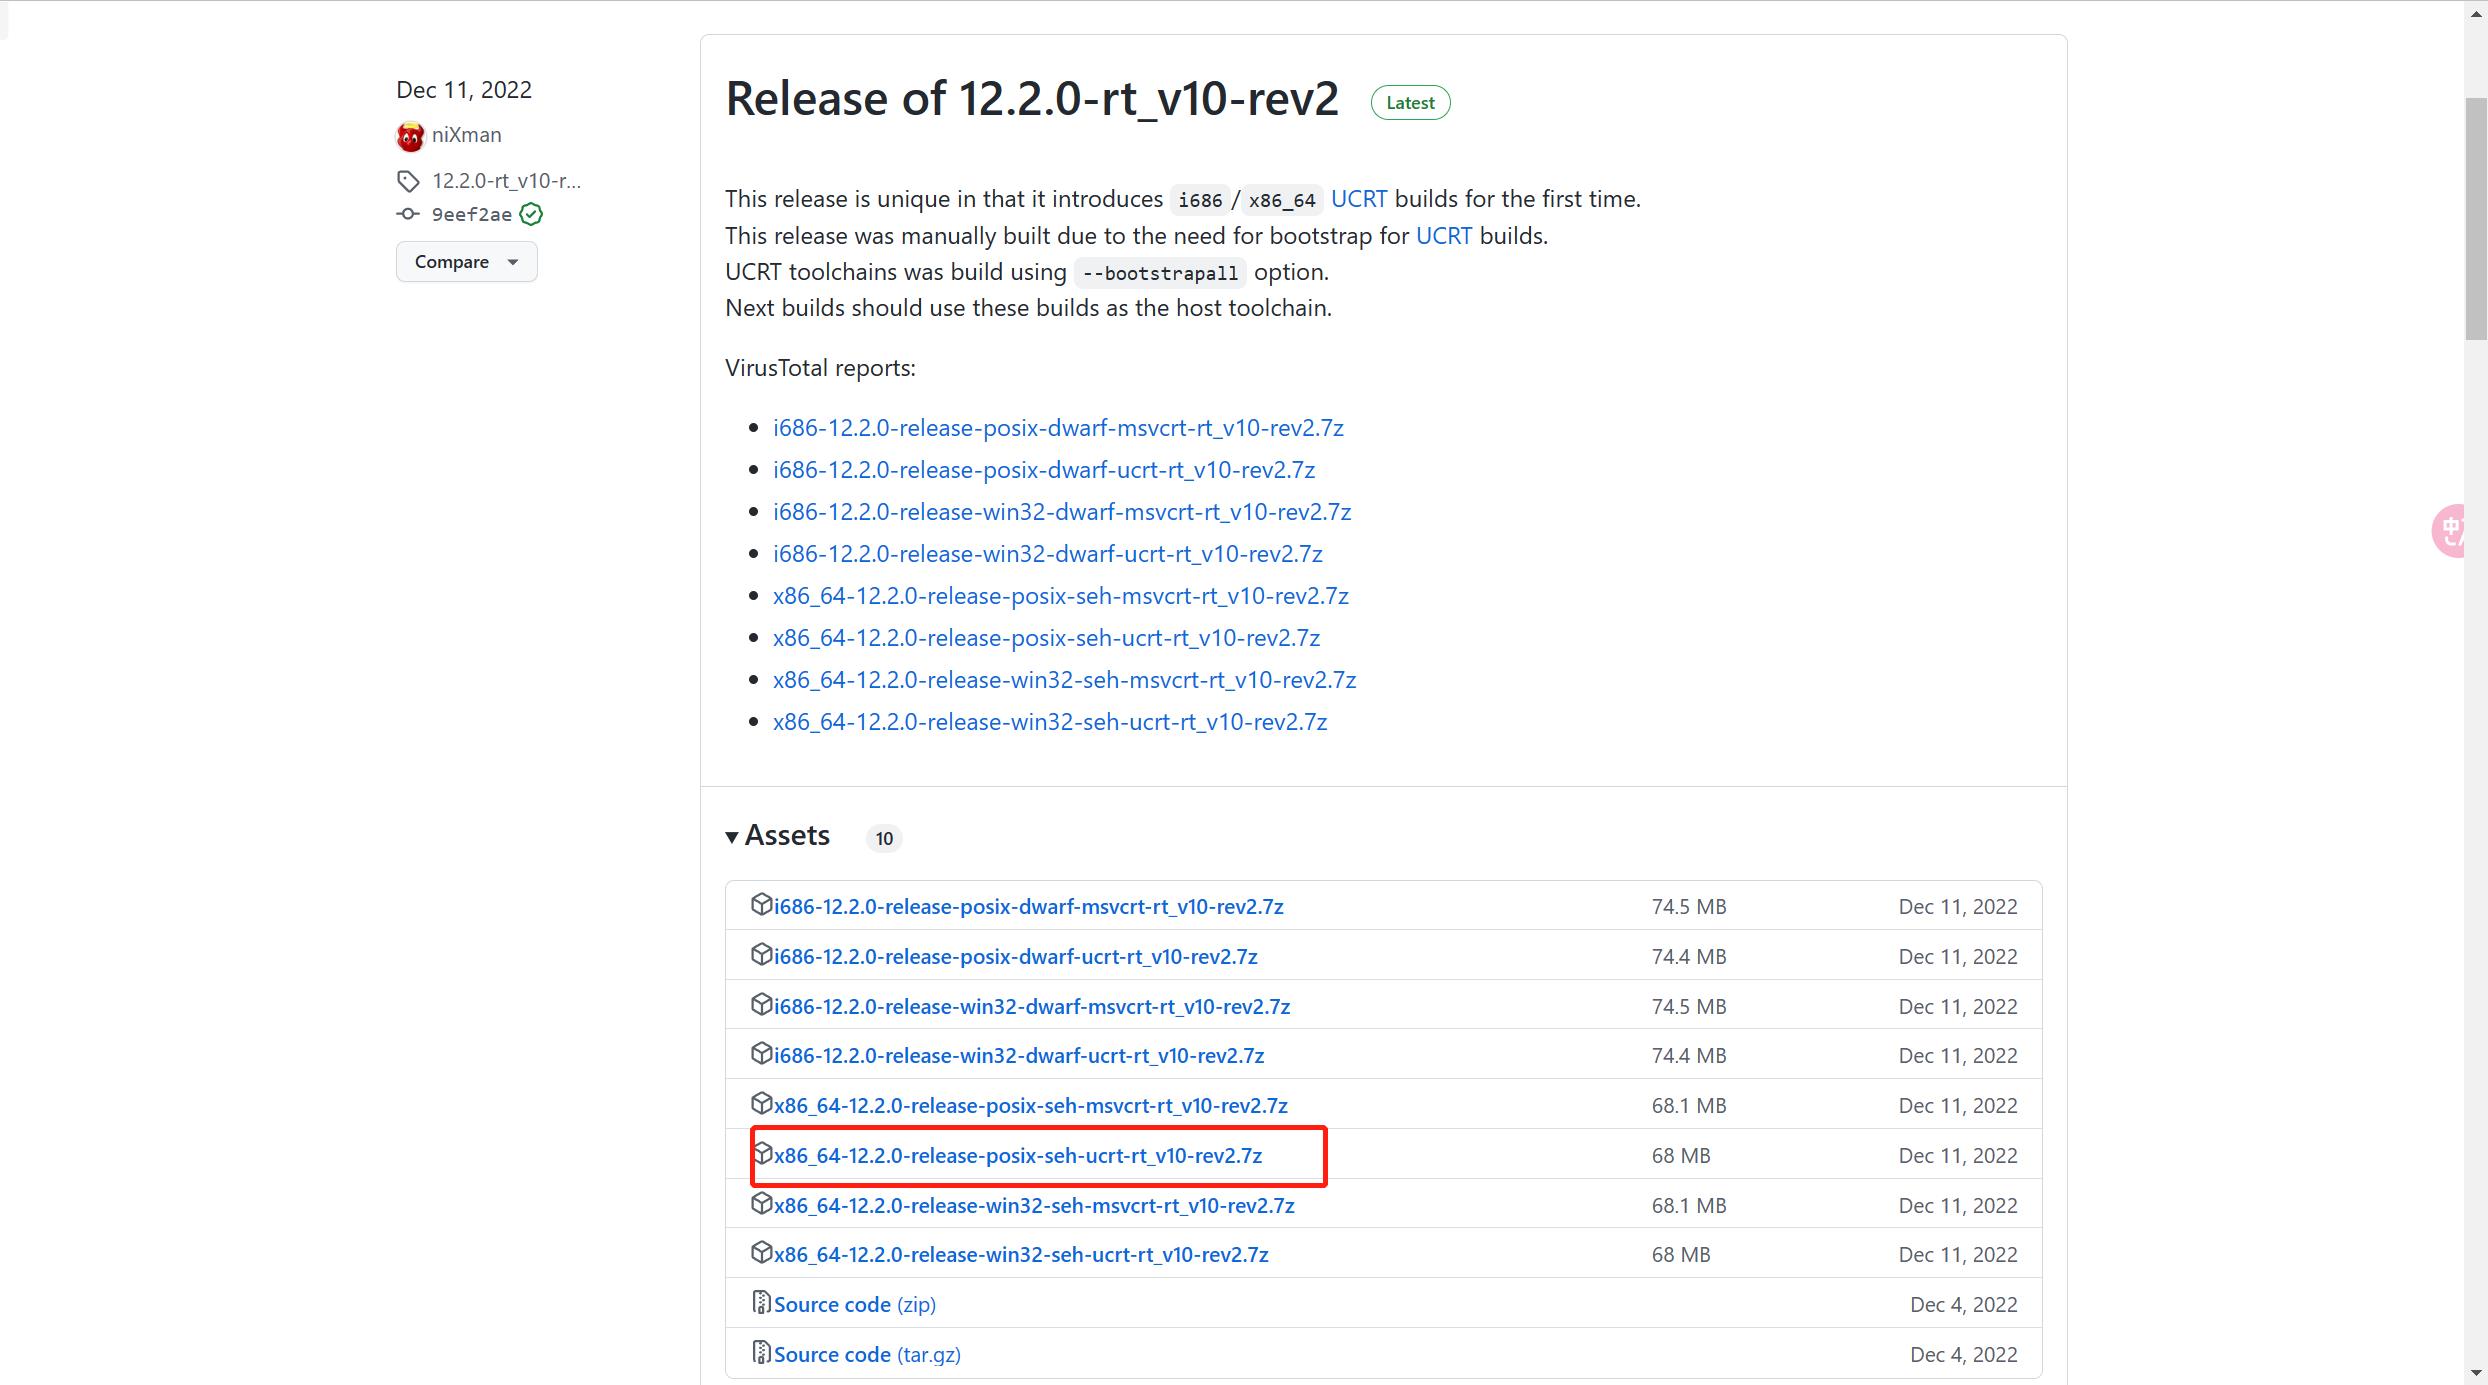 Dec 11, 2022
niXman
12.2.0-rt_v10-r...
9eef2ae
Compare
Release of 12.2.0-rt_v10-rev2 Latest
This release is unique in that it introduces i686/x86_64 UCRT builds for the first time.
This release was manually built due to the need for bootstrap for UCRT builds.
UCRT toolchains was build using --bootstrapall option.
Next builds should use these builds as the host toolchain.
VirusTotal reports:
i686-12.2.0-release-posix-dwarf-msvcrt-rt_v10-rev2.7z
i686-12.2.0-release-posix-dwarf-ucrt-rt_v10-rev2.7z
i686-12.2.0-release-win32-dwarf-msvcrt-rt_v10-rev2.7z
i686-12.2.0-release-win32-dwarf-ucrt-rt_v10-rev2.7z
x86_64-12.2.0-release-posix-seh-msvcrt-rt_v10-rev2.7z
x86_64-12.2.0-release-posix-seh-ucrt-rt_v10-rev2.7z
x86_64-12.2.0-release-win32-seh-msvcrt-rt_v10-rev2.7z
x86_64-12.2.0-release-win32-seh-ucrt-rt_v10-rev2.7z
Assets 10
i686-12.2.0-release-posix-dwarf-msvcrt-rt_v10-rev2.7z 74.5 MB Dec 11, 2022
i686-12.2.0-release-posix-dwarf-ucrt-rt_v10-rev2.7z 74.4 MB Dec 11, 2022
i686-12.2.0-release-win32-dwarf-msvcrt-rt_v10-rev2.7z 74.5 MB Dec 11, 2022
i686-12.2.0-release-win32-dwarf-ucrt-rt_v10-rev2.7z 74.4 MB Dec 11, 2022
x86_64-12.2.0-release-posix-seh-msvcrt-rt_v10-rev2.7z 68.1 MB Dec 11, 2022
x86_64-12.2.0-release-posix-seh-ucrt-rt_v10-rev2.7z 68 MB Dec 11, 2022
x86_64-12.2.0-release-win32-seh-msvcrt-rt_v10-rev2.7z 68.1 MB Dec 11, 2022
x86_64-12.2.0-release-win32-seh-ucrt-rt_v10-rev2.7z 68 MB Dec 11, 2022
Source code (zip) Dec 4, 2022
Source code (tar.gz) Dec 4, 2022
中